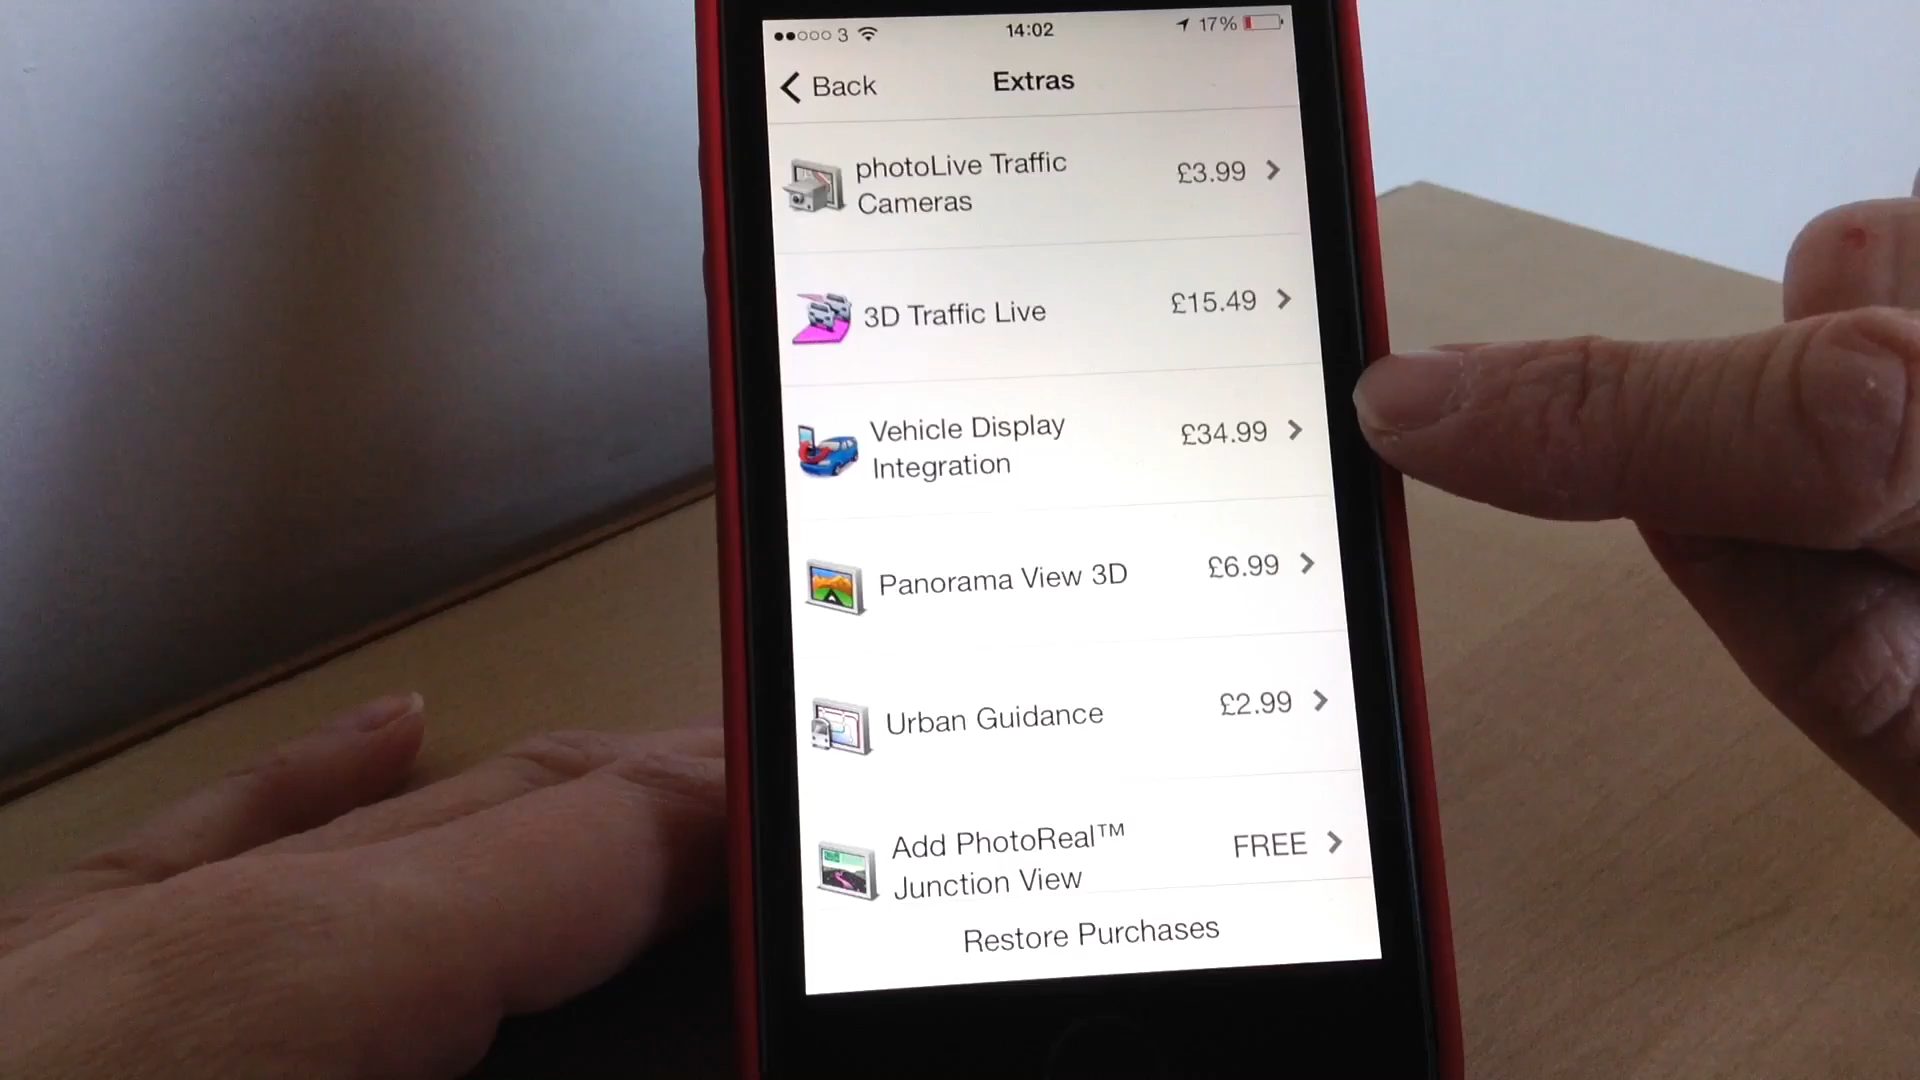 3 14:02 17%
Back Extras
photoLive Traffic
Cameras
£3.99
3D Traffic Live £15.49
Vehicle Display
Integration
£34.99
Panorama View 3D £6.99
Urban Guidance £2.99
Add PhotoReal™
Junction View
FREE
Restore Purchases